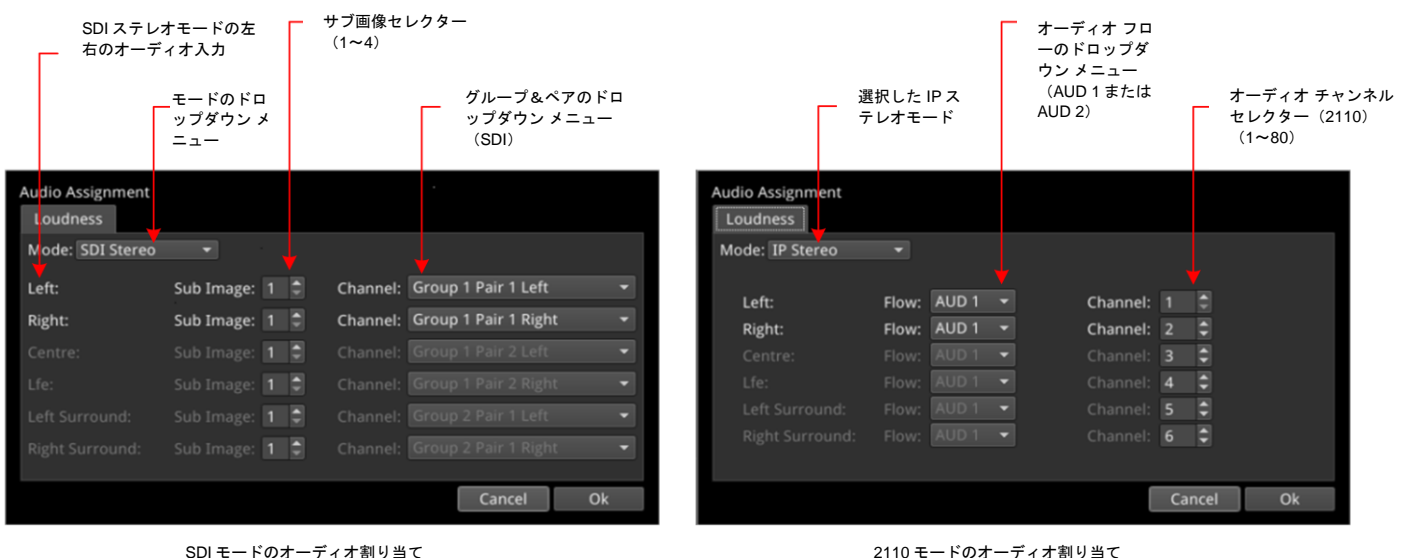 SDI ステレオモードの左
右のオーディオ入力
サブ画像セレクター
（1～4）
モードのドロ
ップダウン メ
ニュー
グループ＆ペアのドロ
ップダウン メニュー
（SDI）
選択した IP ス
テレオモード
オーディオ フロ
ーのドロップダ
ウン メニュー
（AUD 1 または
AUD 2）
オーディオ チャンネル
セレクター（2110）
（1～80）
Audio Assignment
Loudness
Mode: SDI Stereo
Left: Sub Image: 1 Channel: Group 1 Pair 1 Left
Right: Sub Image: 1 Channel: Group 1 Pair 1 Right
Centre: Sub Image: 1 Channel: Group 1 Pair 2 Left
Lfe: Sub Image: 1 Channel: Group 1 Pair 2 Right
Left Surround: Sub Image: 1 Channel: Group 2 Pair 1 Left
Right Surround: Sub Image: 1 Channel: Group 2 Pair 1 Right
Cancel Ok
SDI モードのオーディオ割り当て
Audio Assignment
Loudness
Mode: IP Stereo
Left: Flow: AUD 1 Channel: 1
Right: Flow: AUD 1 Channel: 2
Centre: Flow: AUD 1 Channel: 3
Lfe: Flow: AUD 1 Channel: 4
Left Surround: Flow: AUD 1 Channel: 5
Right Surround: Flow: AUD 1 Channel: 6
Cancel Ok
2110 モードのオーディオ割り当て